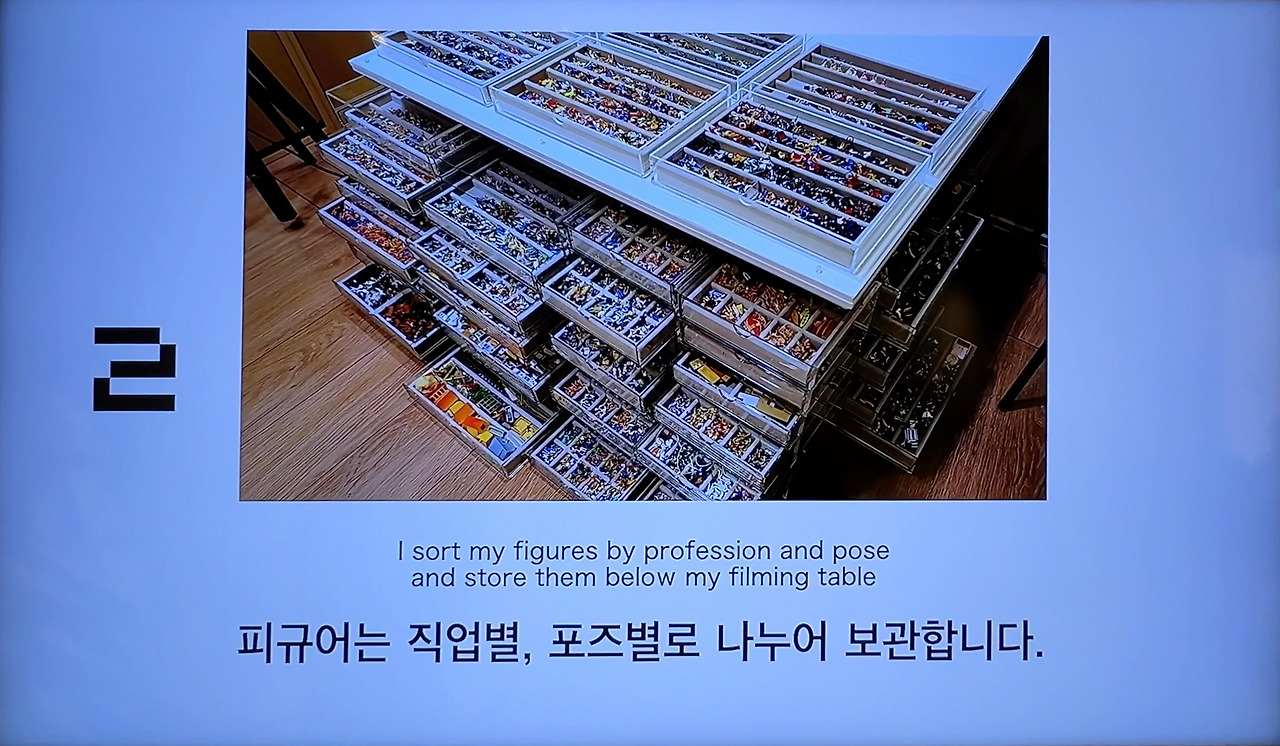 2
I sort my figures by profession and pose
and store them below my filming table
피규어는 직업별, 포즈별로 나누어 보관합니다.